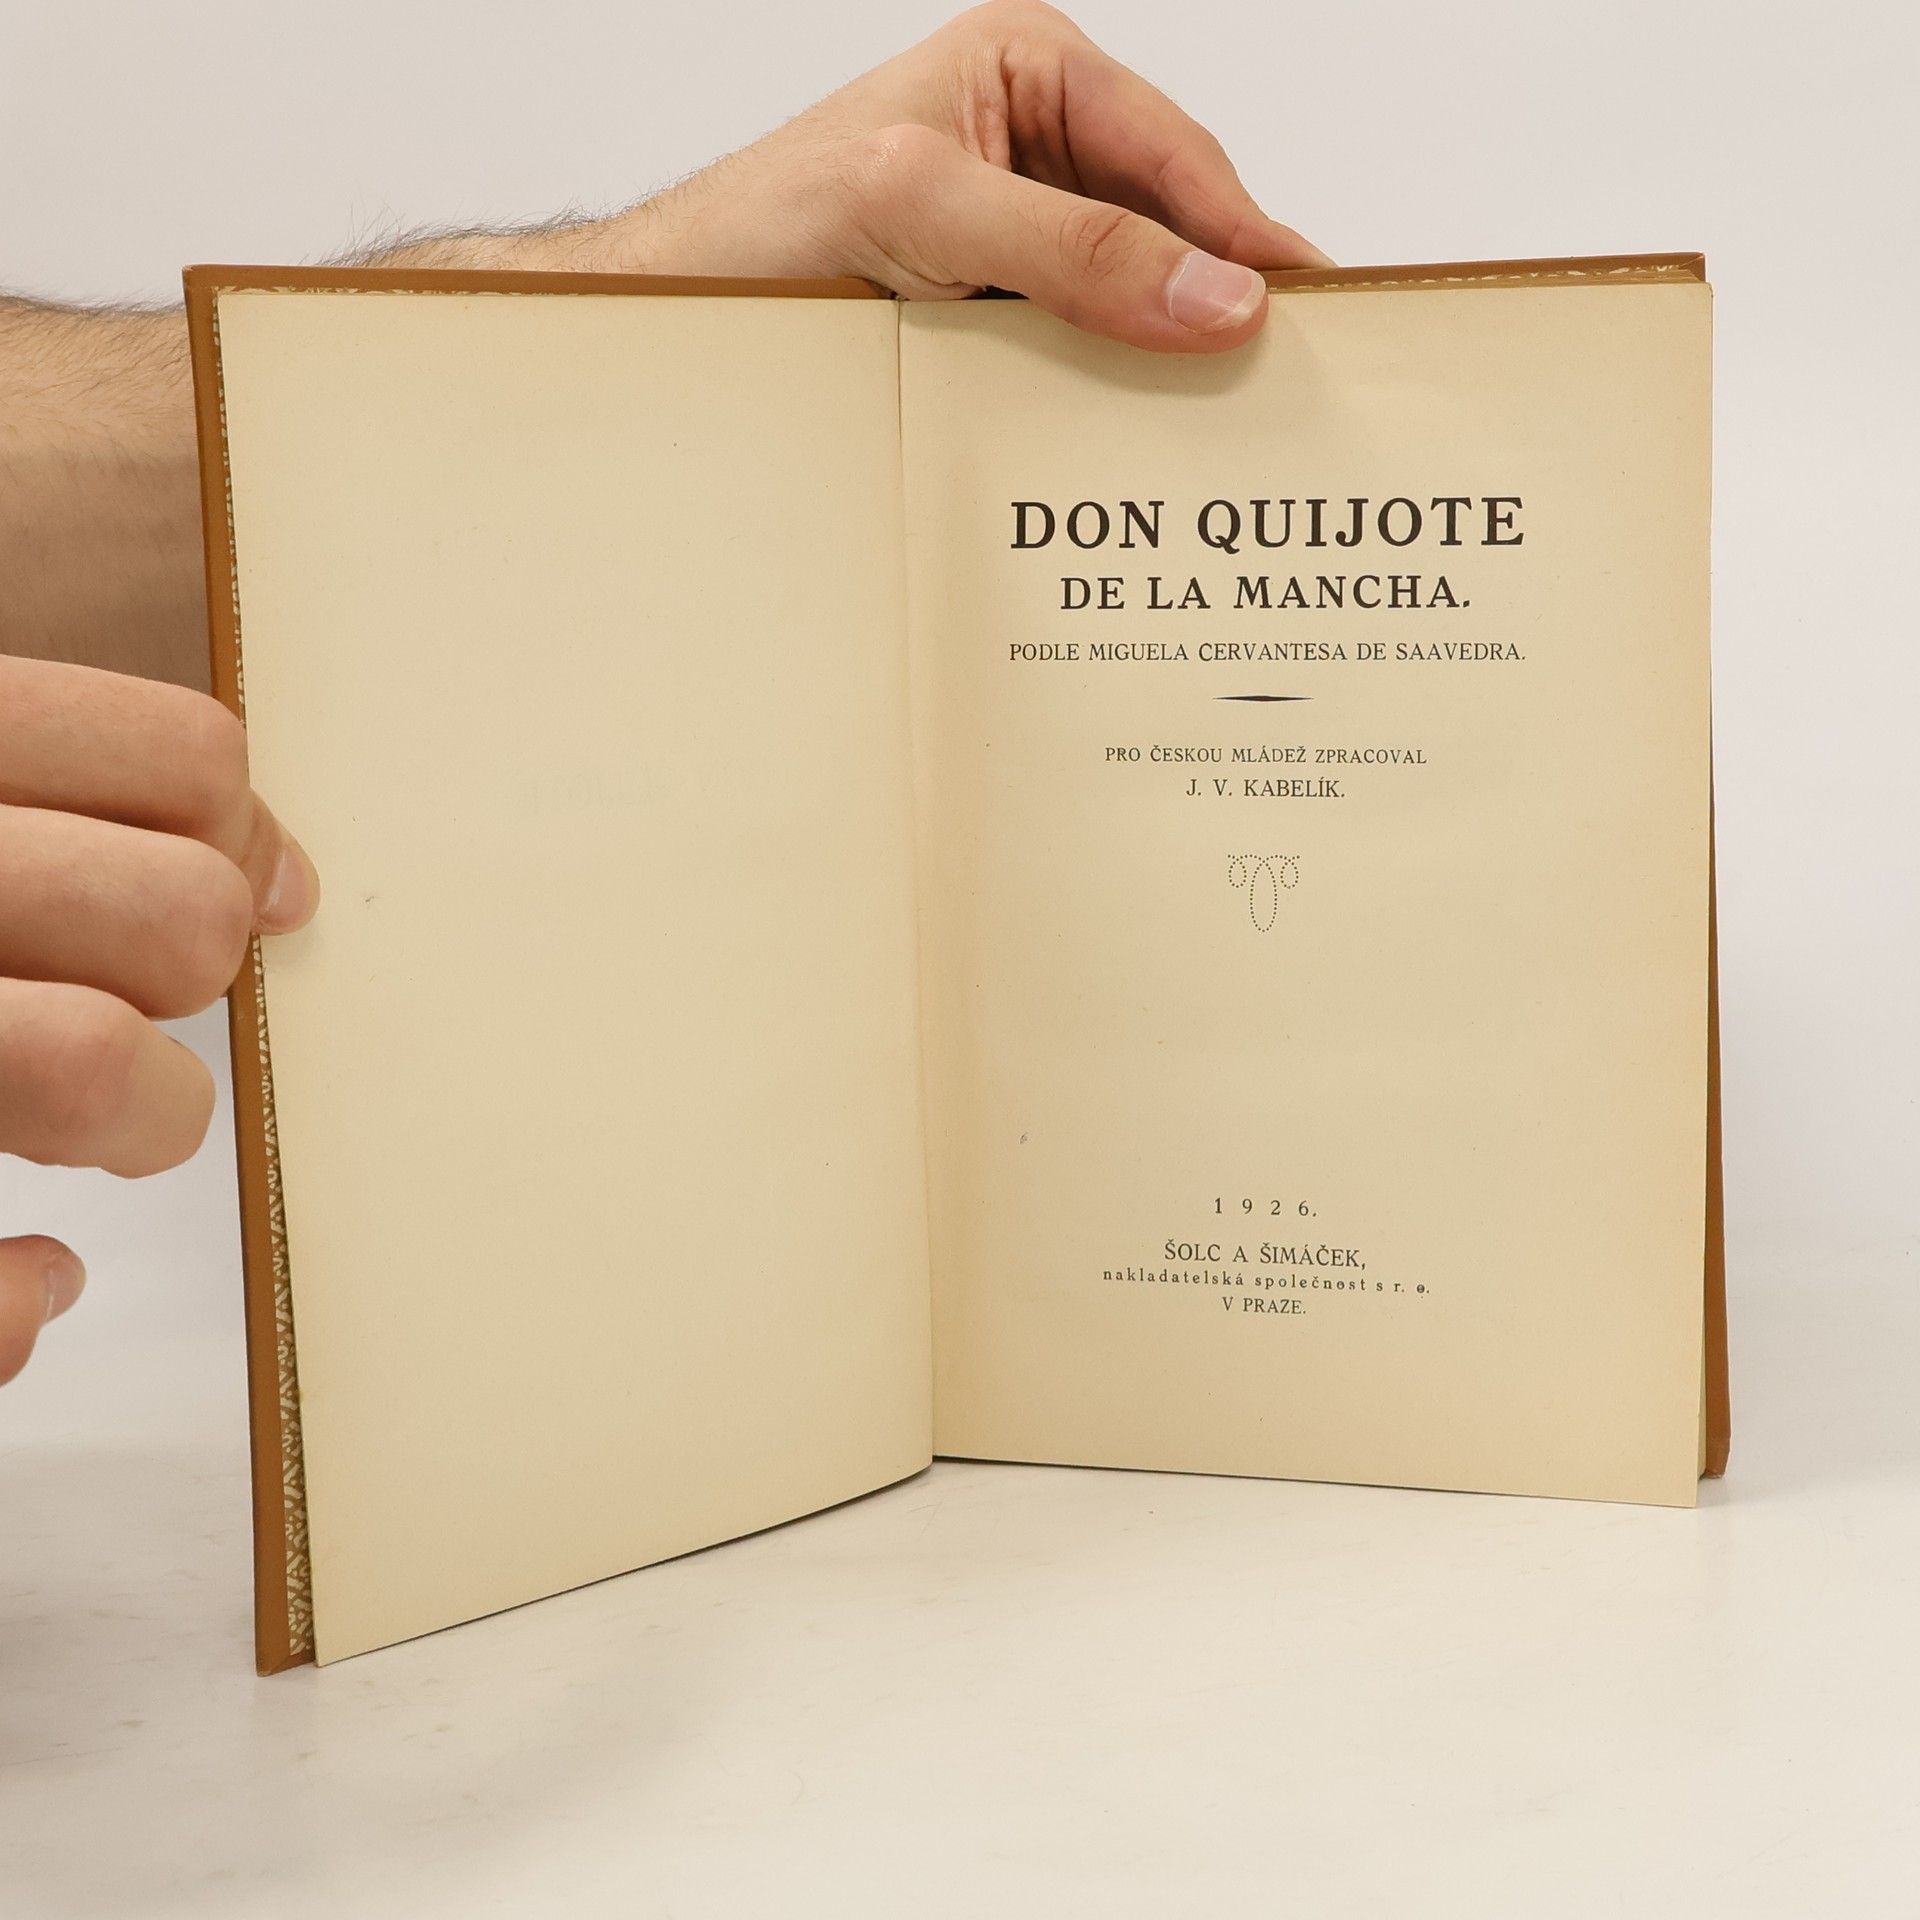 DON QUIJOTE
DE LA MANCHA.
PODLE MIGUELA CERVANTESA DE SAAVEDRA.
PRO ČESKOU MLÁDEŽ ZPRACOVAL
J. V. KABELÍK.
1926.
ŠOLC A ŠIMÁČEK,
nakladatelská společnost s r. o.
V PRAZE.